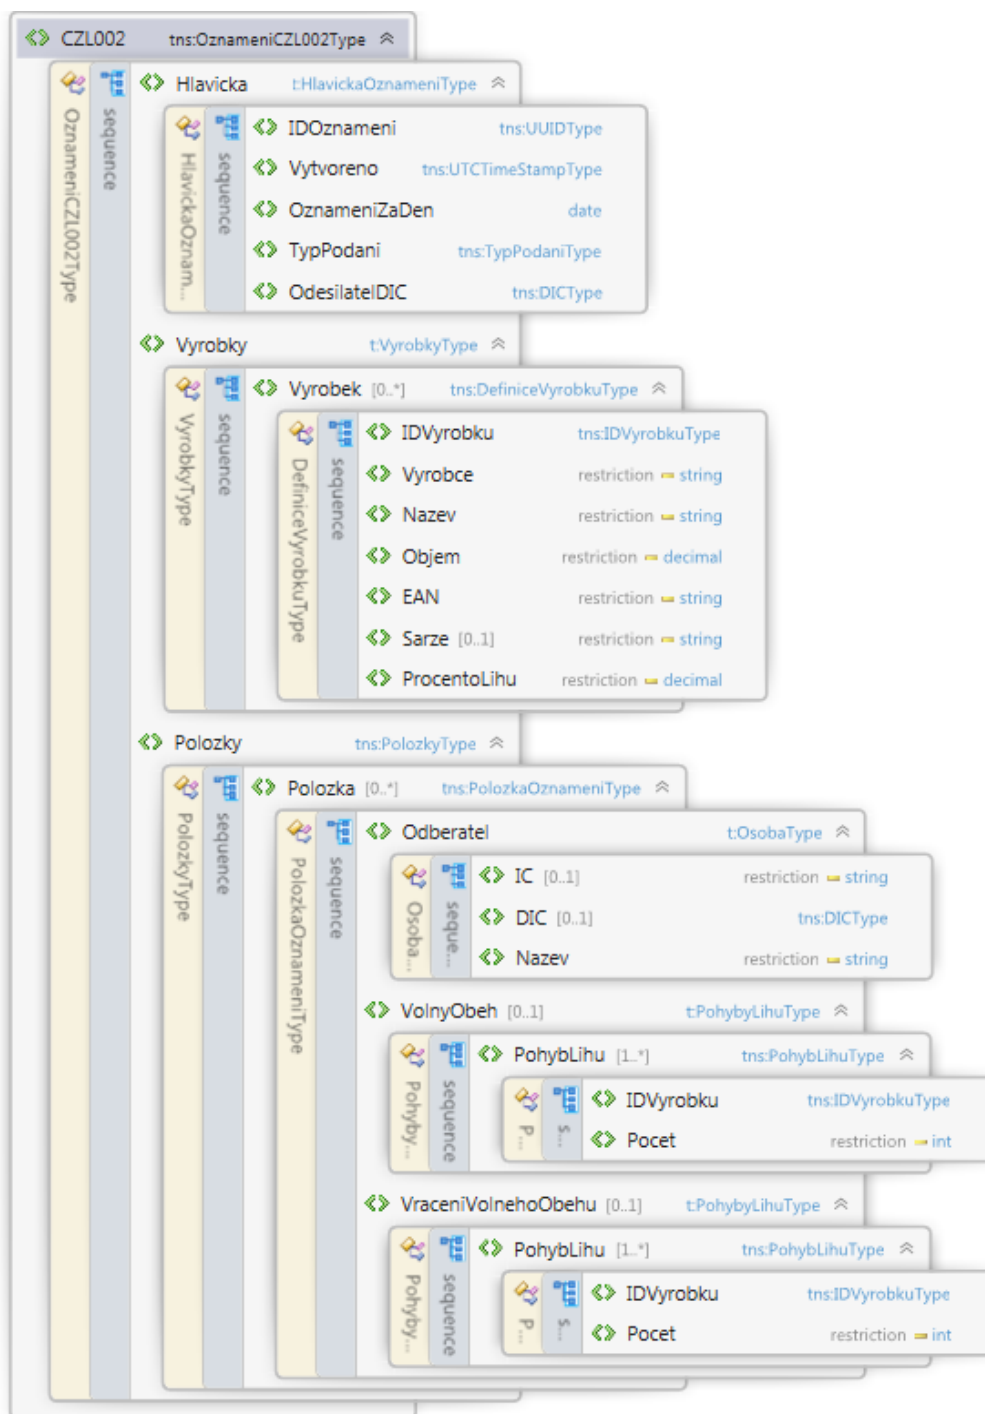 CZL002 tns:OznameniCZL002Type
OznameniCZL002Type
sequence
Hlavicka t:HlavickaOznameniType
HlavickaOznam...
sequence
IDOznameni tns:UUIDType
Vytvoreno tns:UTCTimeStampType
OznameniZaDen date
TypPodani tns:TypPodaniType
OdesilatelDIC tns:DICType
Vyrobky t:VyrobkyType
VyrobkyType
sequence
Vyrobek [0..*] tns:DefiniceVyrobkuType
DefiniceVyrobkuType
sequence
IDVyrobku tns:IDVyrobkuType
Vyrobce restriction string
Nazev restriction string
Objem restriction decimal
EAN restriction string
Sarze [0..1] restriction string
ProcentoLihu restriction decimal
Polozky tns:PolozkyType
PolozkyType
sequence
Polozka [0..*] tns:PolozkaOznameniType
PolozkaOznameniType
sequence
Odberatel t:OsobaType
Osoba...
seque...
IC [0..1] restriction string
DIC [0..1] tns:DICType
Nazev restriction string
VolnyObeh [0..1] t:PohybyLihuType
Pohyby...
sequence
PohybLihu [1..*] tns:PohybLihuType
P...
s...
IDVyrobku tns:IDVyrobkuType
Pocet restriction int
VraceniVolnehoObehu [0..1] t:PohybyLihuType
Pohyby...
sequence
PohybLihu [1..*] tns:PohybLihuType
P...
s...
IDVyrobku tns:IDVyrobkuType
Pocet restriction int